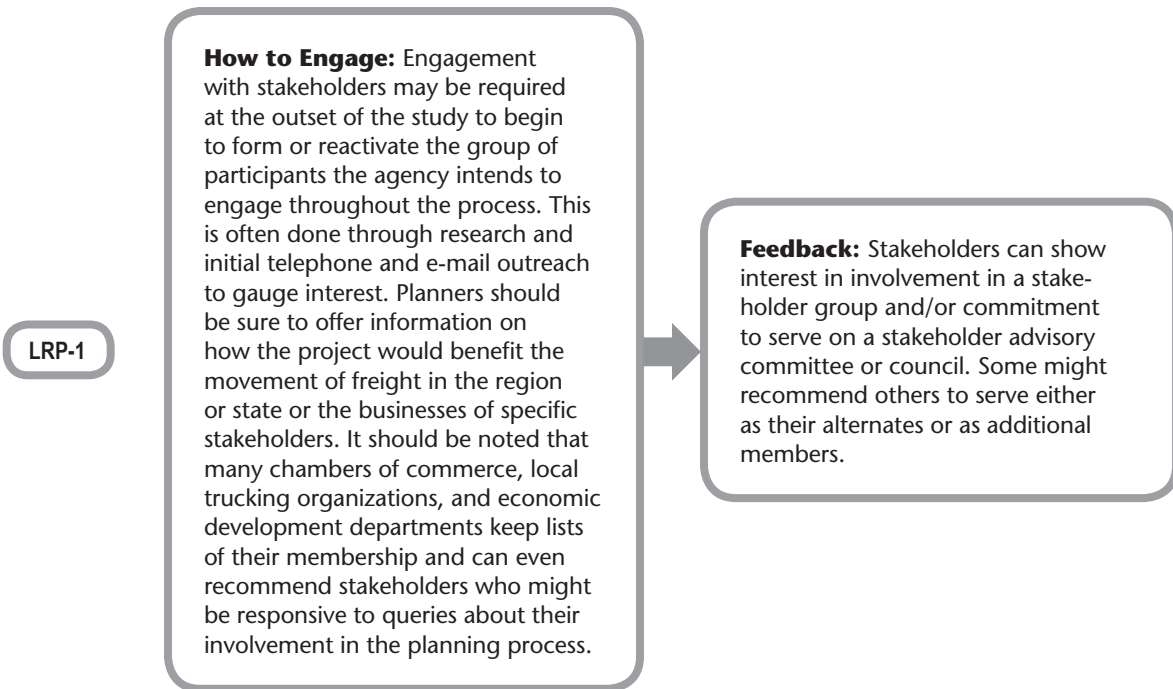 LRP-1
How to Engage: Engagement
with stakeholders may be required
at the outset of the study to begin
to form or reactivate the group of
participants the agency intends to
engage throughout the process. This
is often done through research and
initial telephone and e-mail outreach
to gauge interest. Planners should
be sure to offer information on
how the project would benefit the
movement of freight in the region
or state or the businesses of specific
stakeholders. It should be noted that
many chambers of commerce, local
trucking organizations, and economic
development departments keep lists
of their membership and can even
recommend stakeholders who might
be responsive to queries about their
involvement in the planning process.
Feedback: Stakeholders can show
interest in involvement in a stake-
holder group and/or commitment
to serve on a stakeholder advisory
committee or council. Some might
recommend others to serve either
as their alternates or as additional
members.